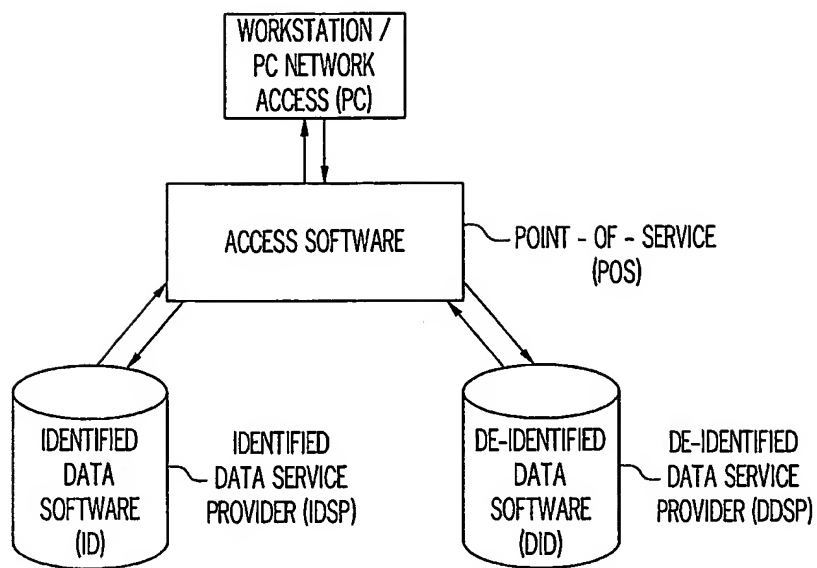 WORKSTATION /
PC NETWORK
ACCESS (PC)
ACCESS SOFTWARE
POINT - OF - SERVICE
(POS)
IDENTIFIED
DATA
SOFTWARE
(ID)
IDENTIFIED
DATA SERVICE
PROVIDER (IDSP)
DE-IDENTIFIED
DATA
SOFTWARE
(DID)
DE-IDENTIFIED
DATA SERVICE
PROVIDER (DDSP)